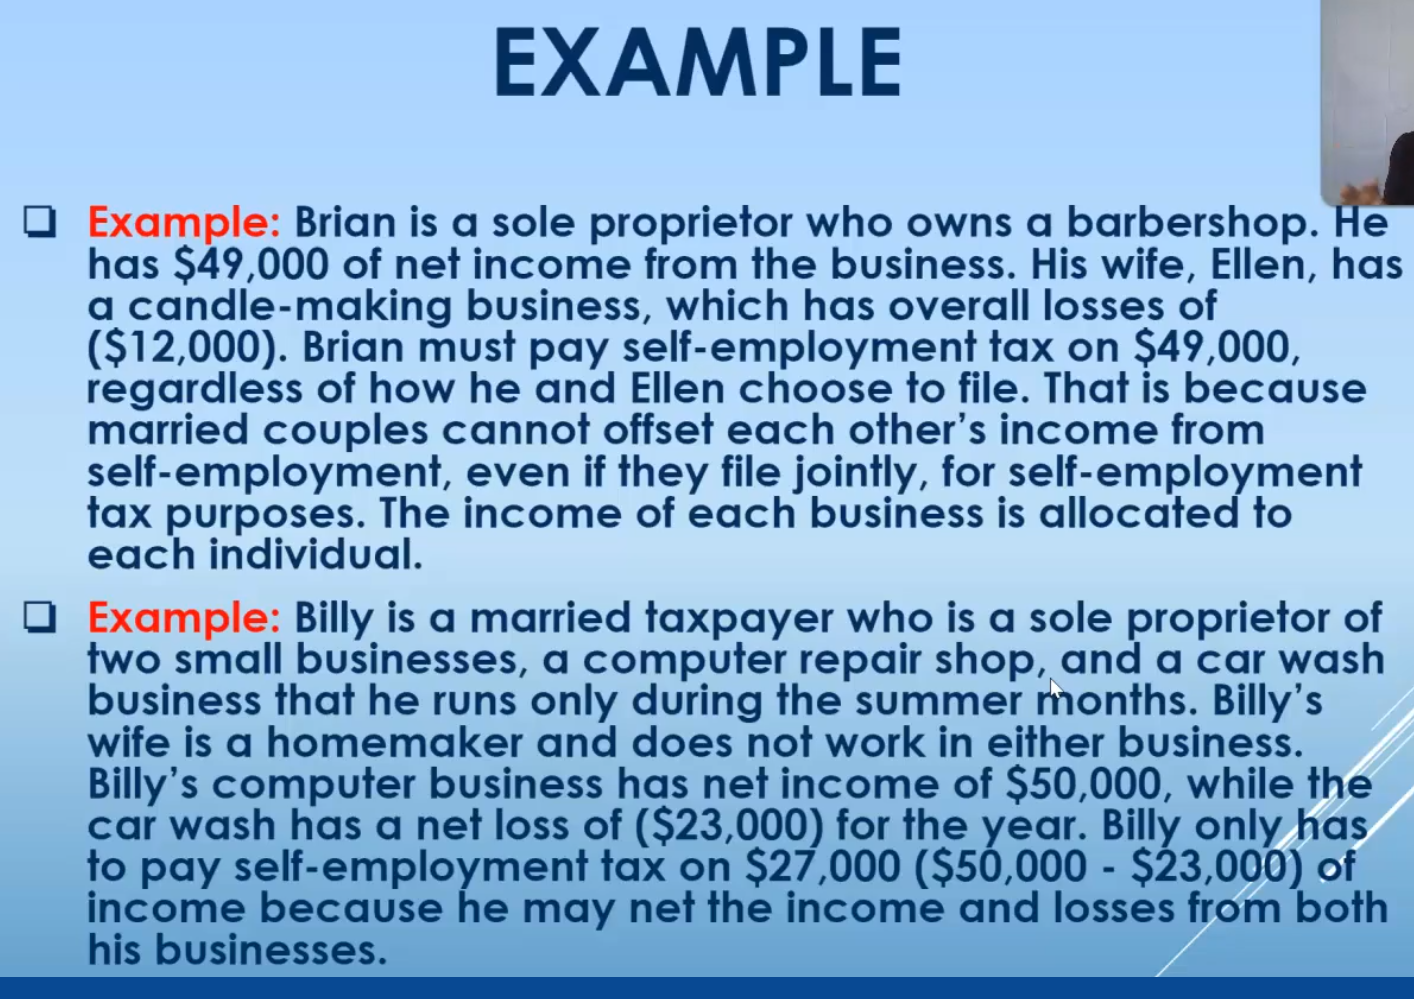 EXAMPLE
Example: Brian is a sole proprietor who owns a barbershop. He
has $49,000 of net income from the business. His wife, Ellen, has
a candle-making business, which has overall losses of
($12,000). Brian must pay self-employment tax on $49,000,
regardless of how he and Ellen choose to file. That is because
married couples cannot offset each other’s income from
self-employment, even if they file jointly, for self-employment
tax purposes. The income of each business is allocated to
each individual.
Example: Billy is a married taxpayer who is a sole proprietor of
two small businesses, a computer repair shop, and a car wash
business that he runs only during the summer months. Billy’s
wife is a homemaker and does not work in either business.
Billy’s computer business has net income of $50,000, while the
car wash has a net loss of ($23,000) for the year. Billy only has
to pay self-employment tax on $27,000 ($50,000 - $23,000) of
income because he may net the income and losses from both
his businesses.